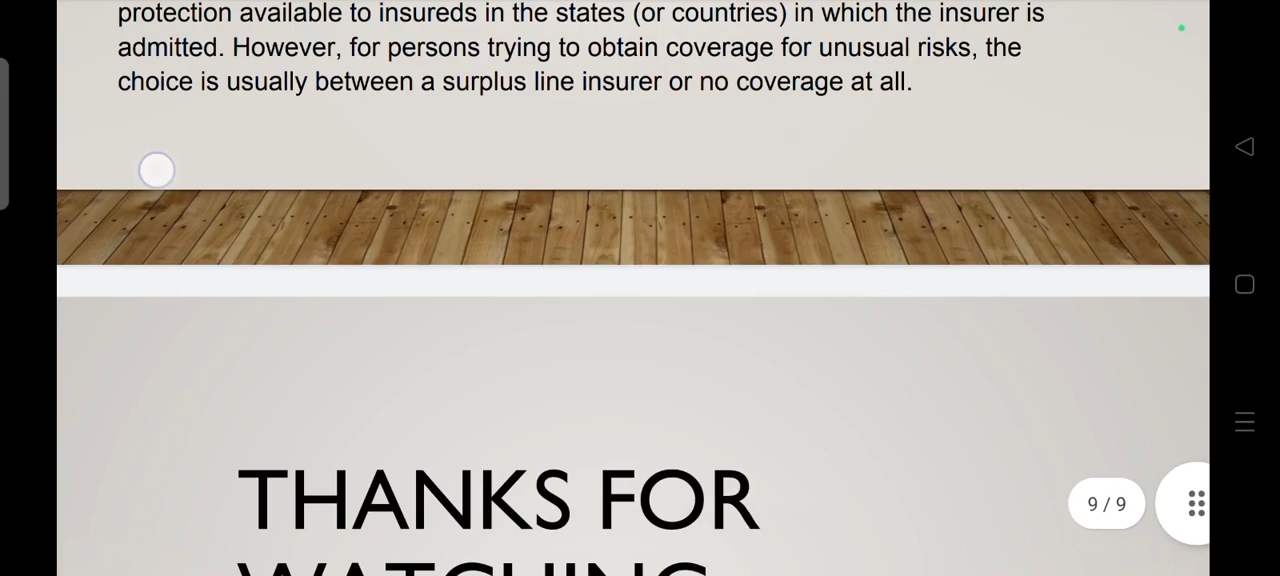 protection available to insureds in the states (or countries) in which the insurer is
admitted. However, for persons trying to obtain coverage for unusual risks, the
choice is usually between a surplus line insurer or no coverage at all.
THANKS FOR
WATCHING
9 / 9